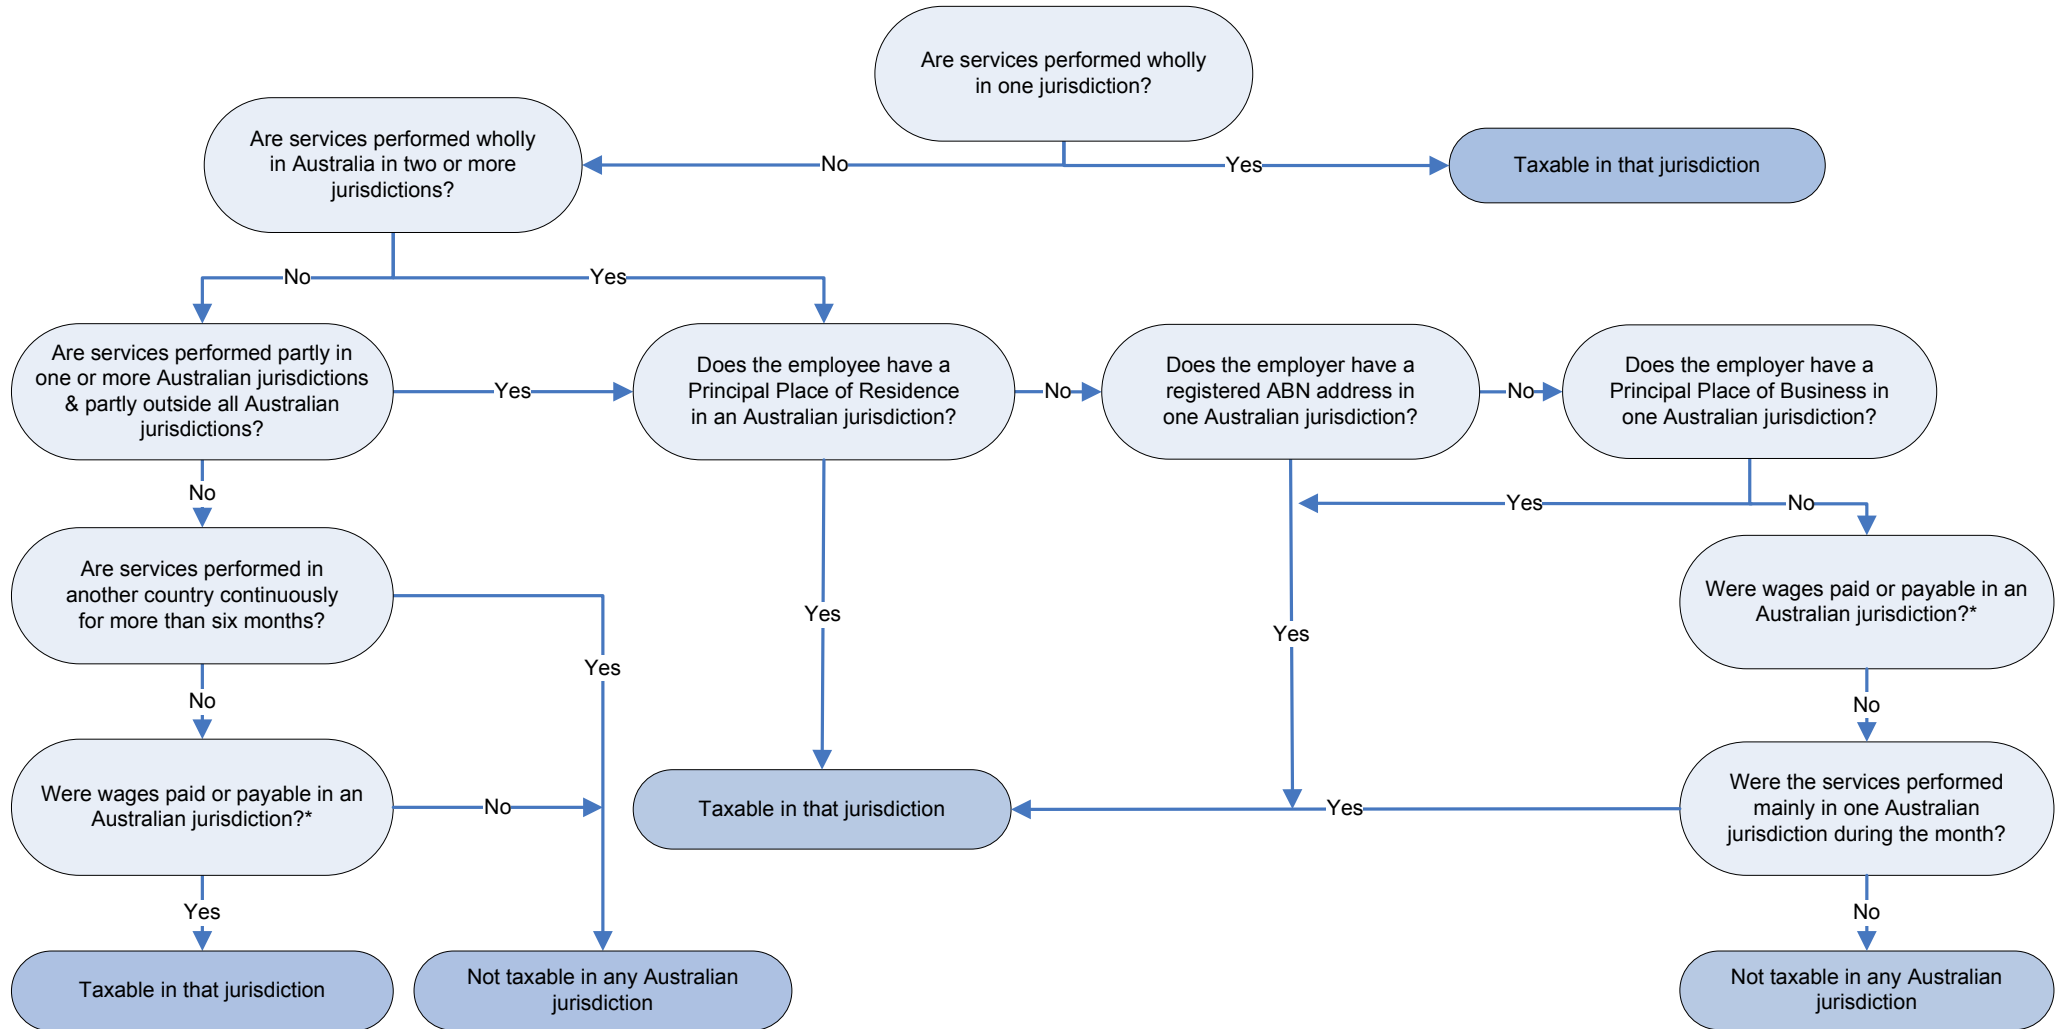 Are services performed wholly
in one jurisdiction?
Are services performed wholly
in Australia in two or more
jurisdictions?
No
Yes
Taxable in that jurisdiction
No
Yes
Are services performed partly in
one or more Australian jurisdictions
& partly outside all Australian
jurisdictions?
Yes
Does the employee have a
Principal Place of Residence
in an Australian jurisdiction?
No
Does the employer have a
registered ABN address in
one Australian jurisdiction?
No
Does the employer have a
Principal Place of Business in
one Australian jurisdiction?
No
Yes
No
Are services performed in
another country continuously
for more than six months?
Yes
Yes
Yes
Were wages paid or payable in an
Australian jurisdiction?*
No
No
Were wages paid or payable in an
Australian jurisdiction?*
No
Taxable in that jurisdiction
Yes
Were the services performed
mainly in one Australian
jurisdiction during the month?
Yes
No
Taxable in that jurisdiction
Not taxable in any Australian
jurisdiction
Not taxable in any Australian
jurisdiction